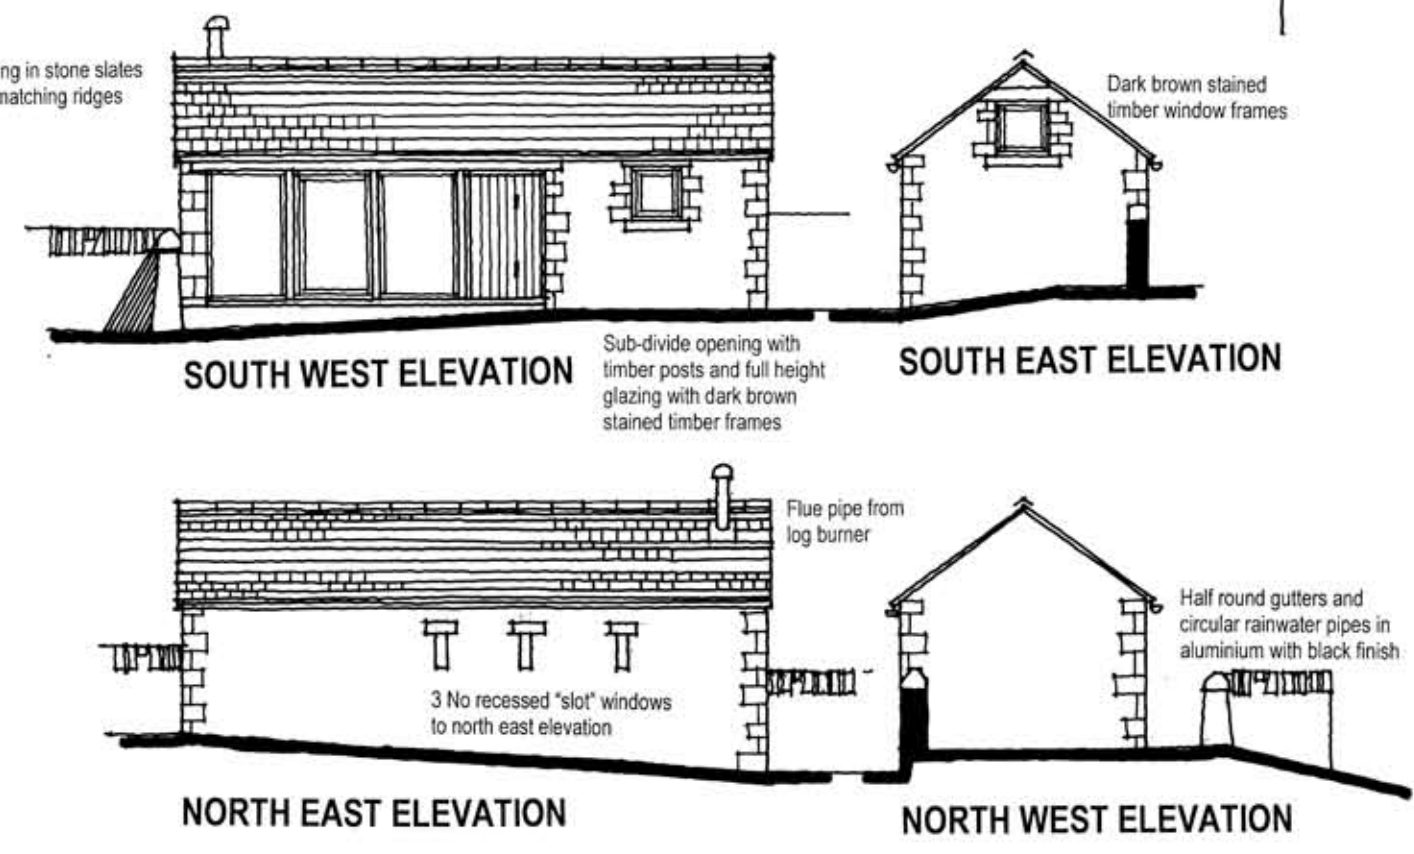 ng in stone slates
matching ridges
Dark brown stained
timber window frames
SOUTH WEST ELEVATION
Sub-divide opening with
timber posts and full height
glazing with dark brown
stained timber frames
SOUTH EAST ELEVATION
Flue pipe from
log burner
3 No recessed "slot" windows
to north east elevation
Half round gutters and
circular rainwater pipes in
aluminium with black finish
NORTH EAST ELEVATION
NORTH WEST ELEVATION